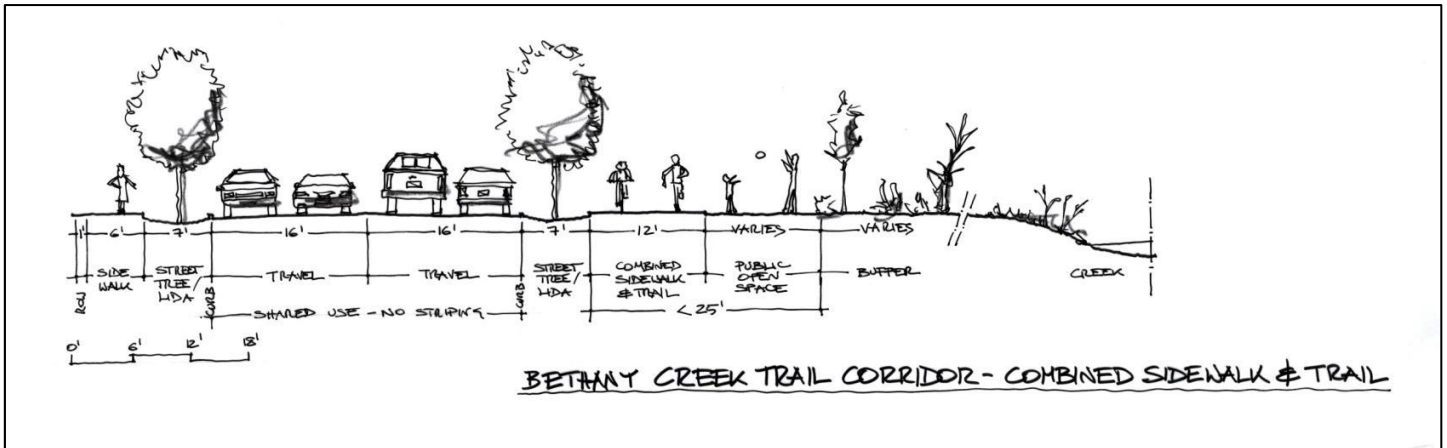 1' 6' 7' 16' 16' 7' 12' VARIES VARIES
ROW
SIDE
WALK
STREET
TREE/
LIDA
CURB
TRAVEL
TRAVEL
CURB
STREET
TREE/
LIDA
COMBINED
SIDEWALK
& TRAIL
PUBLIC
OPEN
SPACE
BUFFER
CREEK
SHARED USE - NO STRIPING
< 25'
0' 6' 12' 18'
BETHANY CREEK TRAIL CORRIDOR - COMBINED SIDEWALK & TRAIL